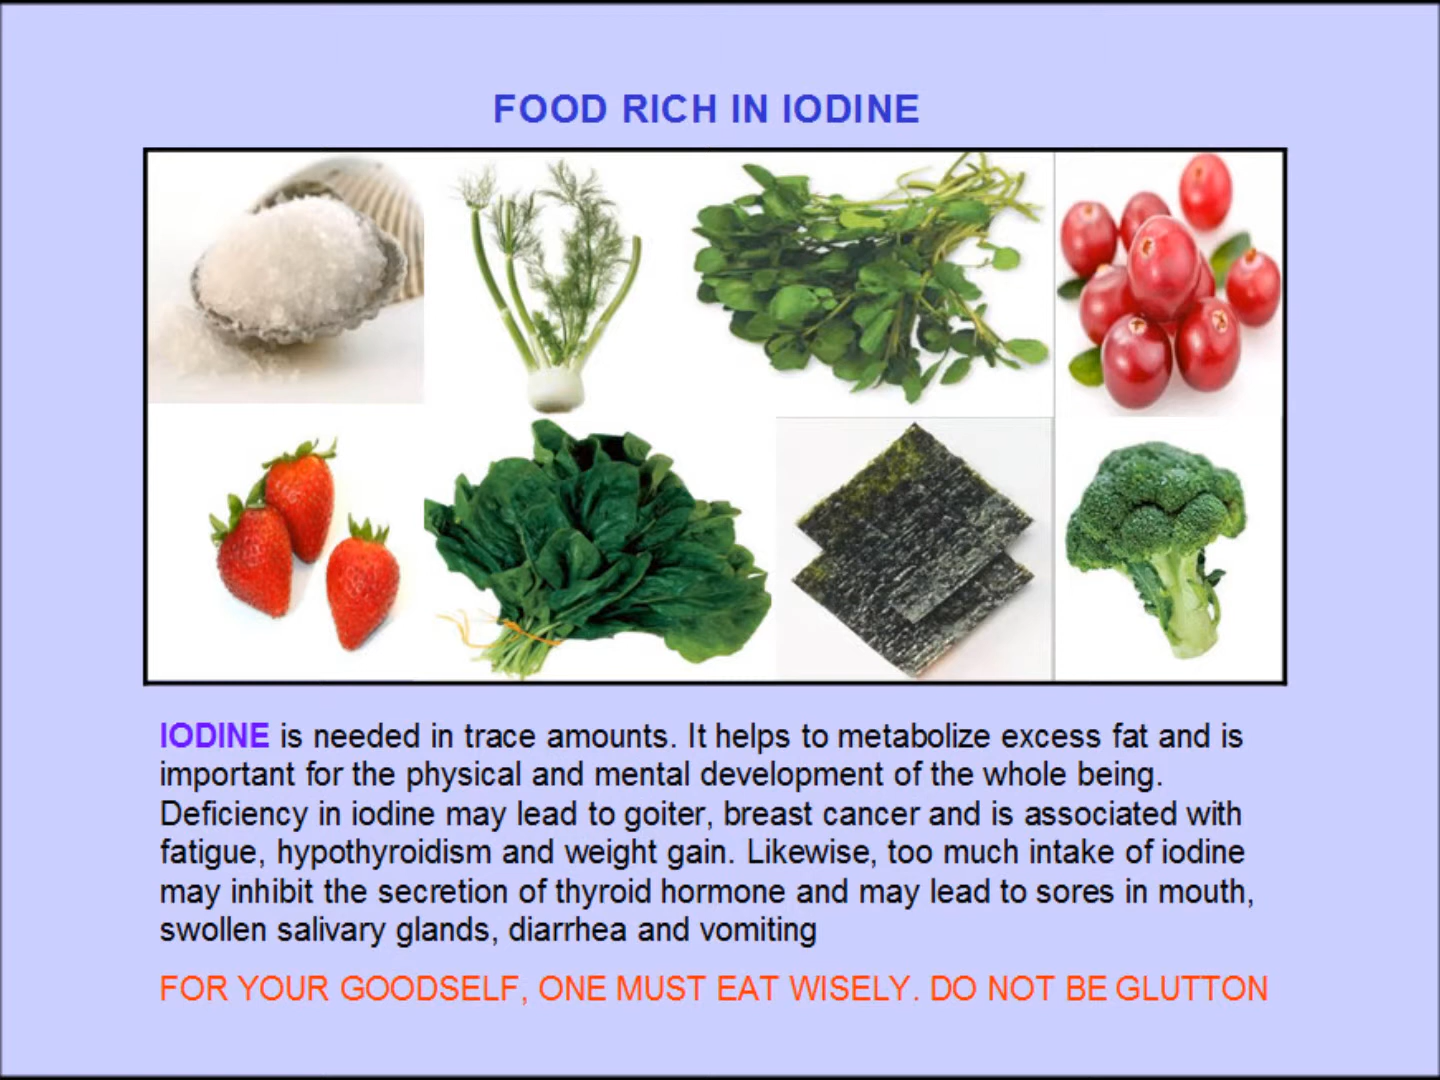 FOOD RICH IN IODINE
IODINE is needed in trace amounts. It helps to metabolize excess fat and is
important for the physical and mental development of the whole being.
Deficiency in iodine may lead to goiter, breast cancer and is associated with
fatigue, hypothyroidism and weight gain. Likewise, too much intake of iodine
may inhibit the secretion of thyroid hormone and may lead to sores in mouth,
swollen salivary glands, diarrhea and vomiting
FOR YOUR GOODSELF, ONE MUST EAT WISELY. DO NOT BE GLUTTON